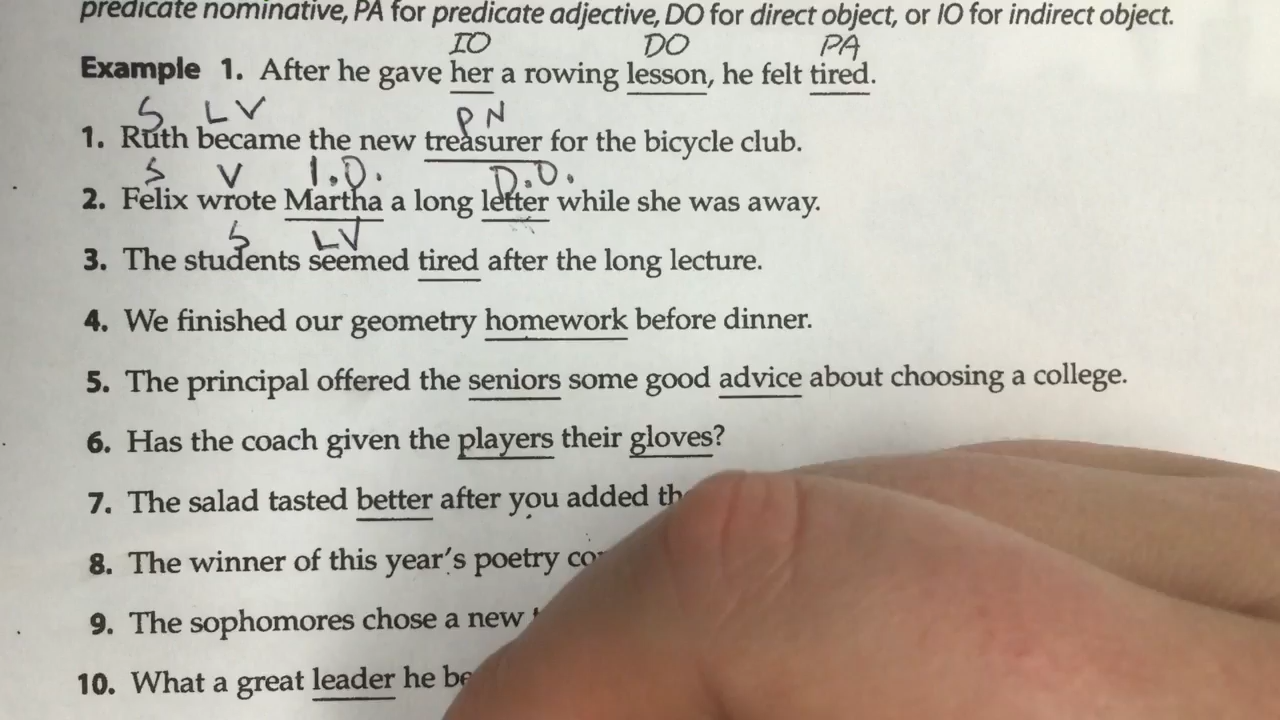 predicate nominative, PA for predicate adjective, DO for direct object, or IO for indirect object.
IO DO PA
Example 1. After he gave her a rowing lesson, he felt tired.
S LV PN
1. Ruth became the new treasurer for the bicycle club.
S V I.O. D.O.
2. Felix wrote Martha a long letter while she was away.
S LV
3. The students seemed tired after the long lecture.
4. We finished our geometry homework before dinner.
5. The principal offered the seniors some good advice about choosing a college.
6. Has the coach given the players their gloves?
7. The salad tasted better after you added
8. The winner of this year's poetry
9. The sophomores chose a new
10. What a great leader he